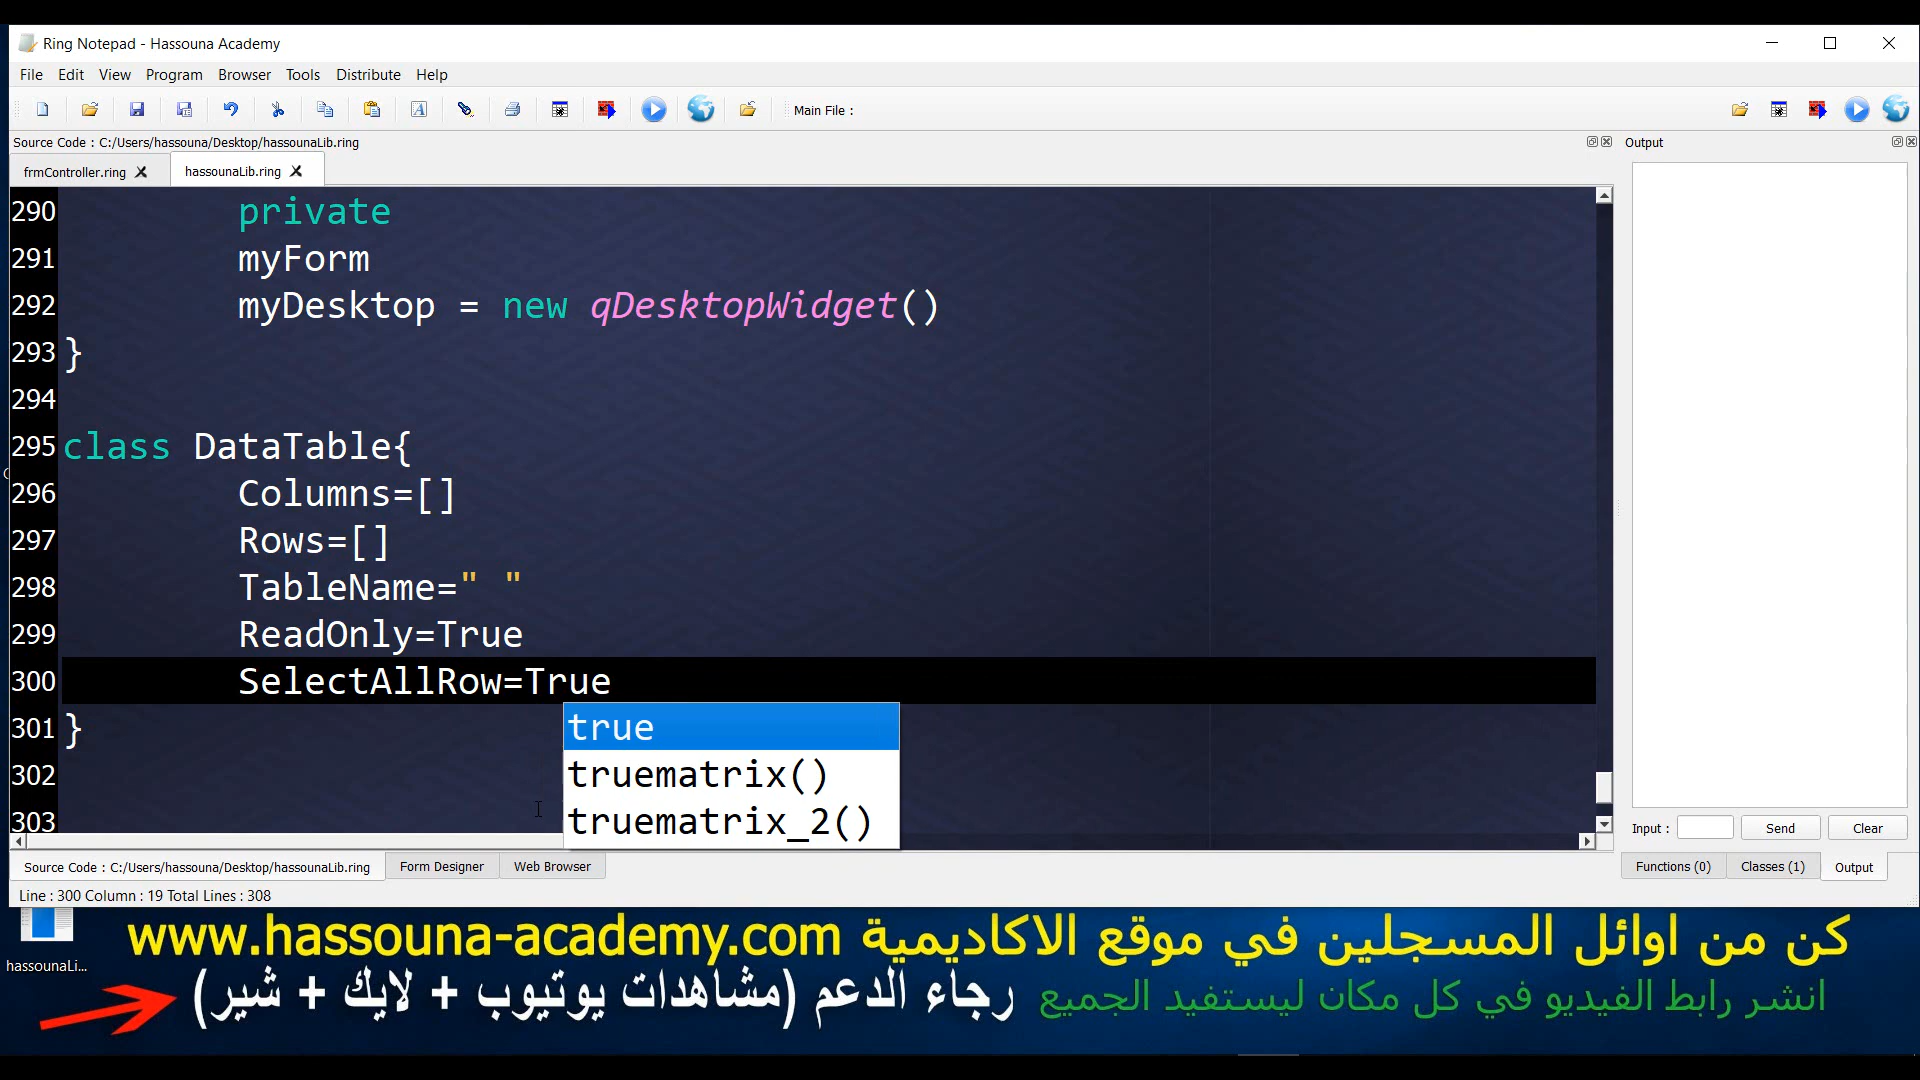 Ring Notepad - Hassouna Academy
File Edit View Program Browser Tools Distribute Help
Main File :
Source Code : C:/Users/hassouna/Desktop/hassounaLib.ring
Output
frmController.ring
hassounaLib.ring
290 private
291 myForm
292 myDesktop = new qDesktopWidget()
293 }
294
295 class DataTable{
296 Columns=[]
297 Rows=[]
298 TableName=" "
299 ReadOnly=True
300 SelectAllRow=True
301 }
true
302
truematrix()
303
truematrix_2()
Input :
Send
Clear
Source Code : C:/Users/hassouna/Desktop/hassounaLib.ring
Form Designer
Web Browser
Functions (0)
Classes (1)
Output
Line : 300 Column : 19 Total Lines : 308
كن من اوائل المسجلين في موقع الاكاديمية www.hassouna-academy.com
hassounaLi...
انشر رابط الفيديو في كل مكان ليستفيد الجميع
رجاء الدعم (مشاهدات يوتيوب + لايك + شير)